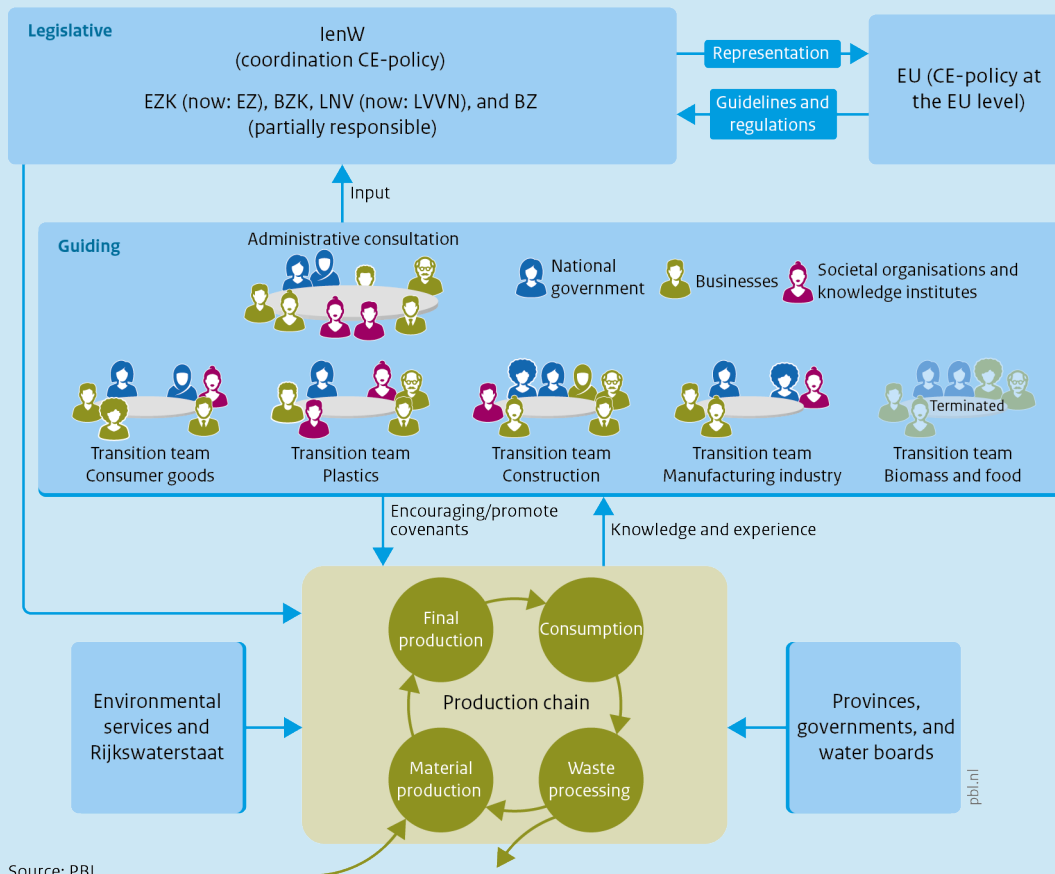 Legislative
IenW
(coordination CE-policy)
EZK (now: EZ), BZK, LNV (now: LVVN), and BZ
(partially responsible)
Representation
Guidelines and
regulations
EU (CE-policy at
the EU level)
Input
Guiding
Administrative consultation
National
government
Businesses
Societal organisations and
knowledge institutes
Transition team
Consumer goods
Transition team
Plastics
Transition team
Construction
Transition team
Manufacturing industry
Terminated
Transition team
Biomass and food
Encouraging/promote
covenants
Knowledge and experience
Final
production
Consumption
Production chain
Material
production
Waste
processing
Environmental
services and
Rijkswaterstaat
Provinces,
governments, and
water boards
pbl.nl
Source: PBL